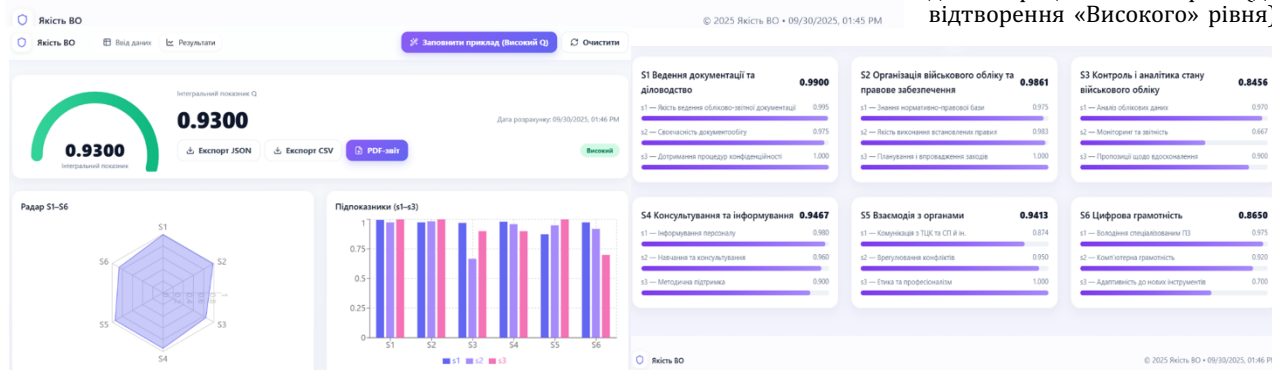 Якість ВО
© 2025 Якість ВО • 09/30/2025, 01:45 PM
відтворення «Високого» рівня)
Якість ВО
Ввід даних
Результати
Заповнити приклад (Високий Q)
Очистити
Інтегральний показник Q
0.9300
Дата розрахунку: 09/30/2025, 01:46 PM
0.9300
Інтегральний показник
Експорт JSON
Експорт CSV
PDF-звіт
Високий
Радар S1–S6
S1
S2
S3
S4
S5
S6
Підпоказники (s1–s3)
1
0.75
0.5
0.25
0
S1 S2 S3 S4 S5 S6
s1 s2 s3
S1 Ведення документації та діловодство 0.9900
s1 — Якість ведення обліково-звітної документації 0.995
s2 — Своєчасність документообігу 0.975
s3 — Дотримання процедур конфіденційності 1.000
S2 Організація військового обліку та правове забезпечення 0.9861
s1 — Знання нормативно-правової бази 0.975
s2 — Якість виконання встановлених правил 0.983
s3 — Планування і впровадження заходів 1.000
S3 Контроль і аналітика стану військового обліку 0.8456
s1 — Аналіз облікових даних 0.970
s2 — Моніторинг та звітність 0.667
s3 — Пропозиції щодо вдосконалення 0.900
S4 Консультування та інформування 0.9467
s1 — Інформування персоналу 0.980
s2 — Навчання та консультування 0.960
s3 — Методична підтримка 0.900
S5 Взаємодія з органами 0.9413
s1 — Комунікація з ТЦК та СП й ін. 0.874
s2 — Врегулювання конфліктів 0.950
s3 — Етика та професіоналізм 1.000
S6 Цифрова грамотність 0.8650
s1 — Володіння спеціалізованим ПЗ 0.975
s2 — Комп'ютерна грамотність 0.920
s3 — Адаптивність до нових інструментів 0.700
Якість ВО
© 2025 Якість ВО • 09/30/2025, 01:46 PM